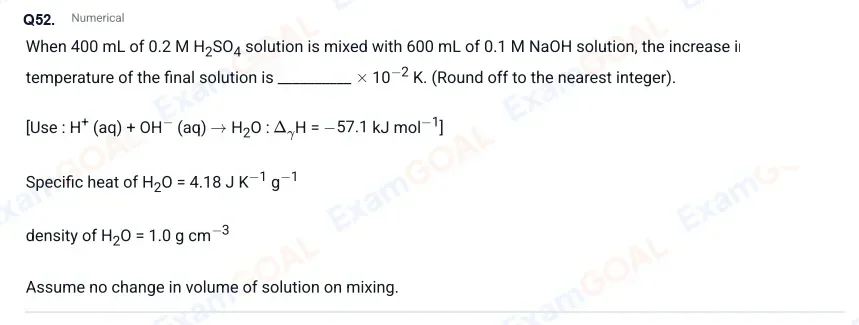 Q52. Numerical
When 400 mL of 0.2 M H₂SO₄ solution is mixed with 600 mL of 0.1 M NaOH solution, the increase i
temperature of the final solution is ________ × 10⁻² K. (Round off to the nearest integer).
[Use : H⁺ (aq) + OH⁻ (aq) → H₂O : ΔᵧH = −57.1 kJ mol⁻¹]
Specific heat of H₂O = 4.18 J K⁻¹ g⁻¹
density of H₂O = 1.0 g cm⁻³
Assume no change in volume of solution on mixing.